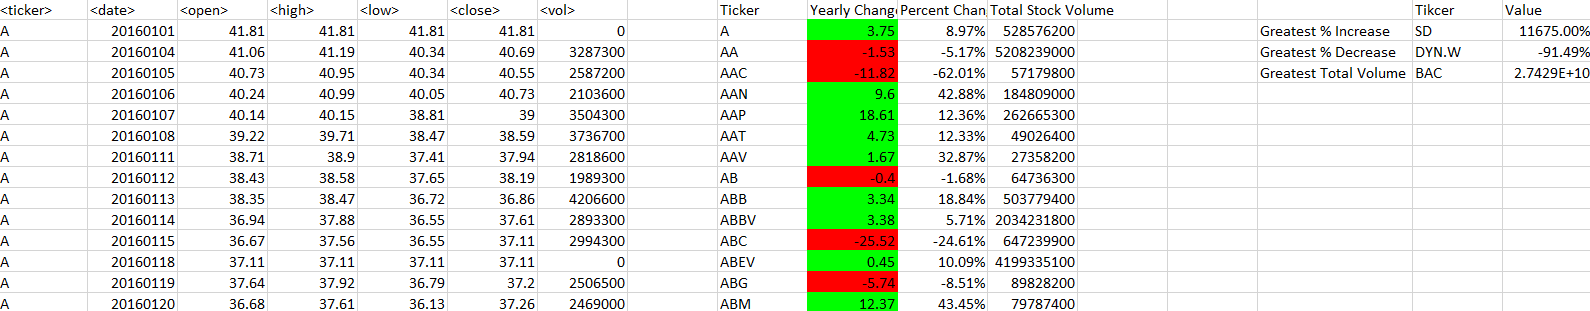 <ticker> <date> <open> <high> <low> <close> <vol> Ticker Yearly Chang Percent Chan Total Stock Volume Tikcer Value
A 20160101 41.81 41.81 41.81 41.81 0 A 3.75 8.97% 528576200 Greatest % Increase SD 11675.00%
A 20160104 41.06 41.19 40.34 40.69 3287300 AA -1.53 -5.17% 5208239000 Greatest % Decrease DYN.W -91.49%
A 20160105 40.73 40.95 40.34 40.55 2587200 AAC -11.82 -62.01% 57179800 Greatest Total Volume BAC 2.7429E+10
A 20160106 40.24 40.99 40.05 40.73 2103600 AAN 9.6 42.88% 184809000
A 20160107 40.14 40.15 38.81 39 3504300 AAP 18.61 12.36% 262665300
A 20160108 39.22 39.71 38.47 38.59 3736700 AAT 4.73 12.33% 49026400
A 20160111 38.71 38.9 37.41 37.94 2818600 AAV 1.67 32.87% 27358200
A 20160112 38.43 38.58 37.65 38.19 1989300 AB -0.4 -1.68% 64736300
A 20160113 38.35 38.47 36.72 36.86 4206600 ABB 3.34 18.84% 503779400
A 20160114 36.94 37.88 36.55 37.61 2893300 ABBV 3.38 5.71% 2034231800
A 20160115 36.67 37.56 36.55 37.11 2994300 ABC -25.52 -24.61% 647239900
A 20160118 37.11 37.11 37.11 37.11 0 ABEV 0.45 10.09% 4199335100
A 20160119 37.64 37.92 36.79 37.2 2506500 ABG -5.74 -8.51% 89828200
A 20160120 36.68 37.61 36.13 37.26 2469000 ABM 12.37 43.45% 79787400